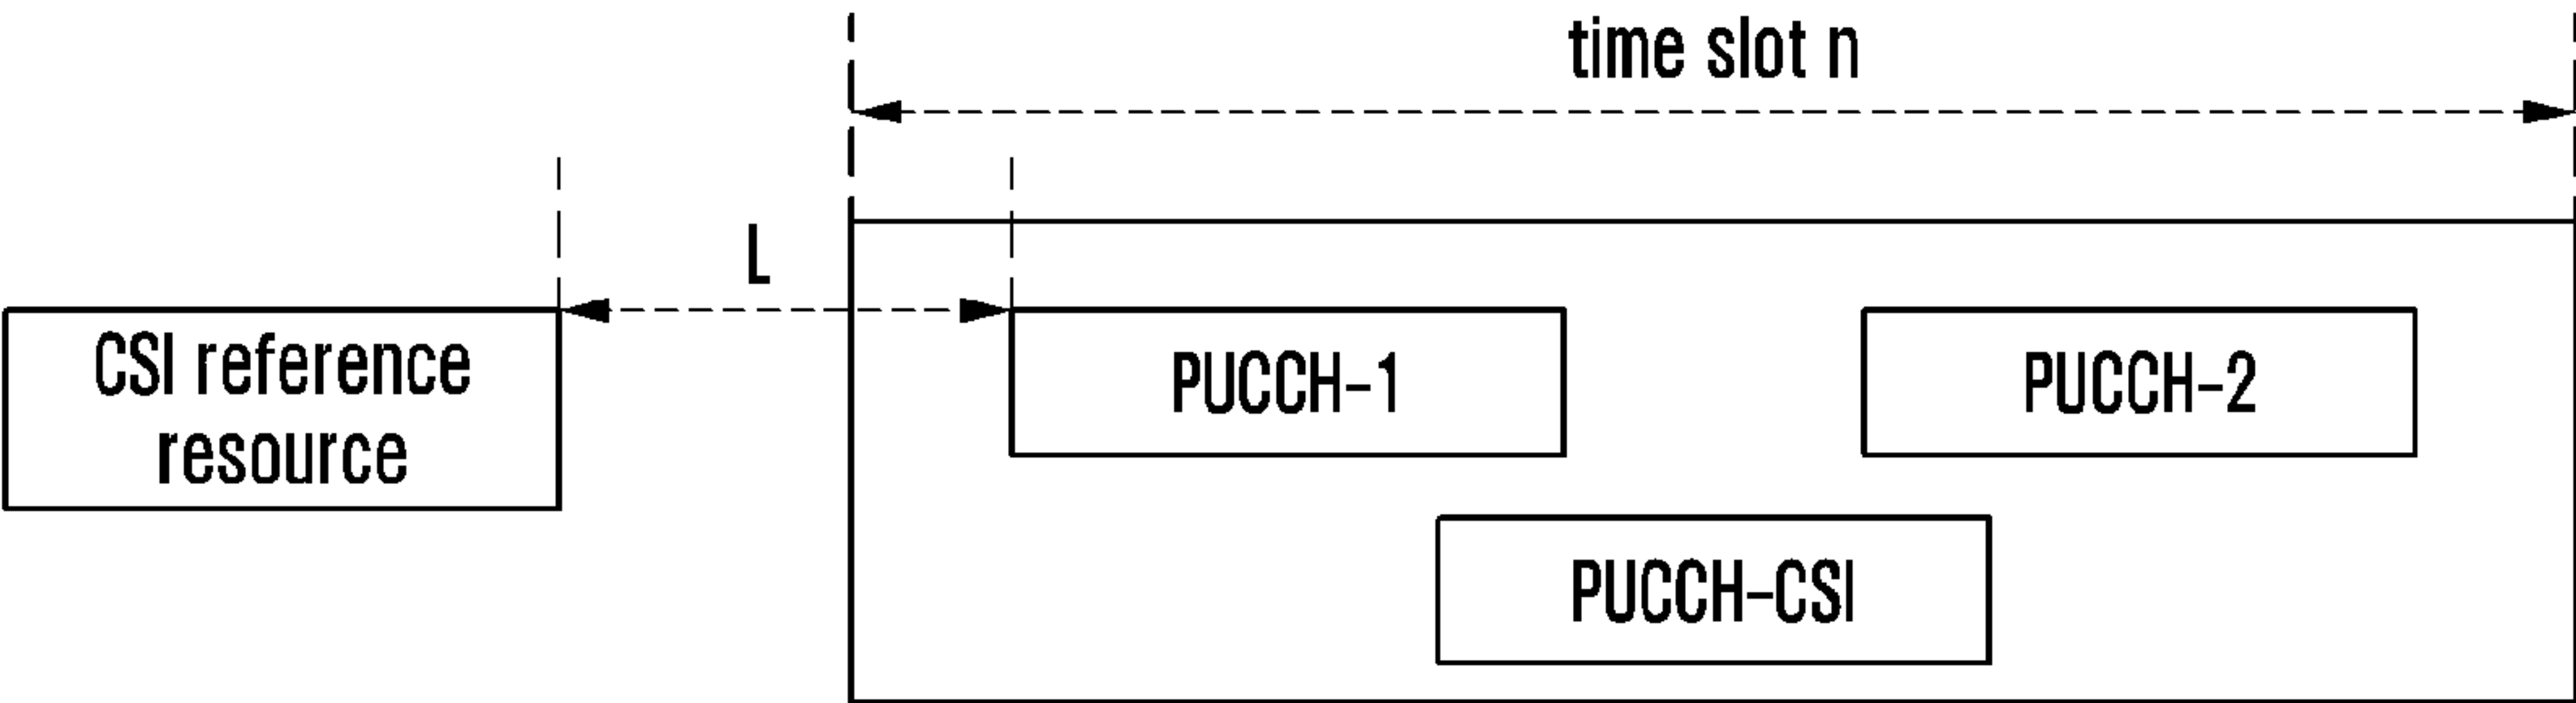 time slot n
L
CSI reference
resource
PUCCH-1
PUCCH-2
PUCCH-CSI